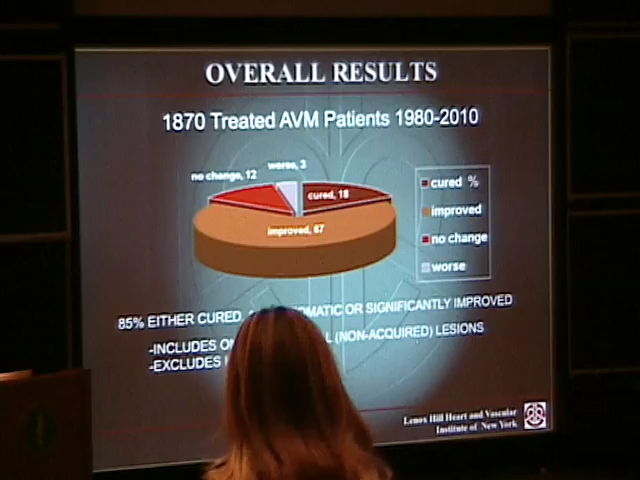 OVERALL RESULTS
1870 Treated AVM Patients 1980-2010
worse, 3
no change, 12
cured, 18
improved, 67
cured %
improved
no change
worse
85% EITHER CURED, OR SIGNIFICANTLY IMPROVED
-INCLUDES (NON-ACQUIRED) LESIONS
-EXCLUDES
Lenox Hill Heart and Vascular
Institute of New York